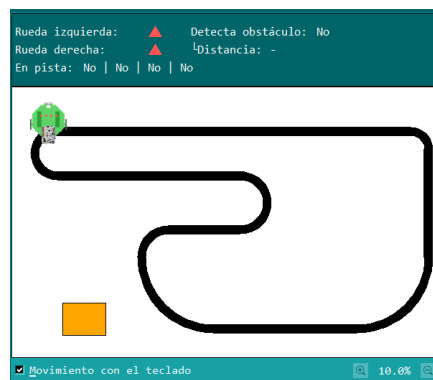 Rueda izquierda: Detecta obstáculo: No
Rueda derecha: └Distancia: -
En pista: No | No | No | No
Movimiento con el teclado 10.0%